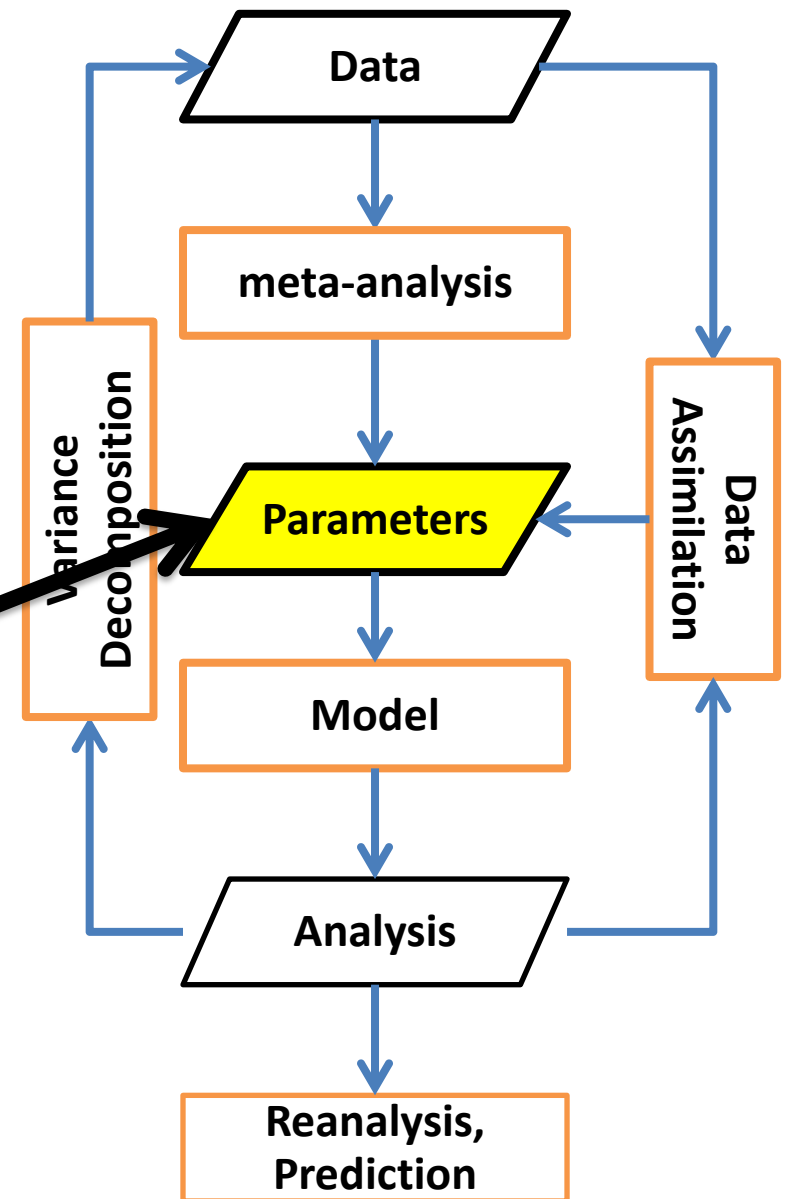 Data
meta-analysis
Variance
Decomposition
Parameters
Data
Assimilation
Model
Analysis
Reanalysis,
Prediction